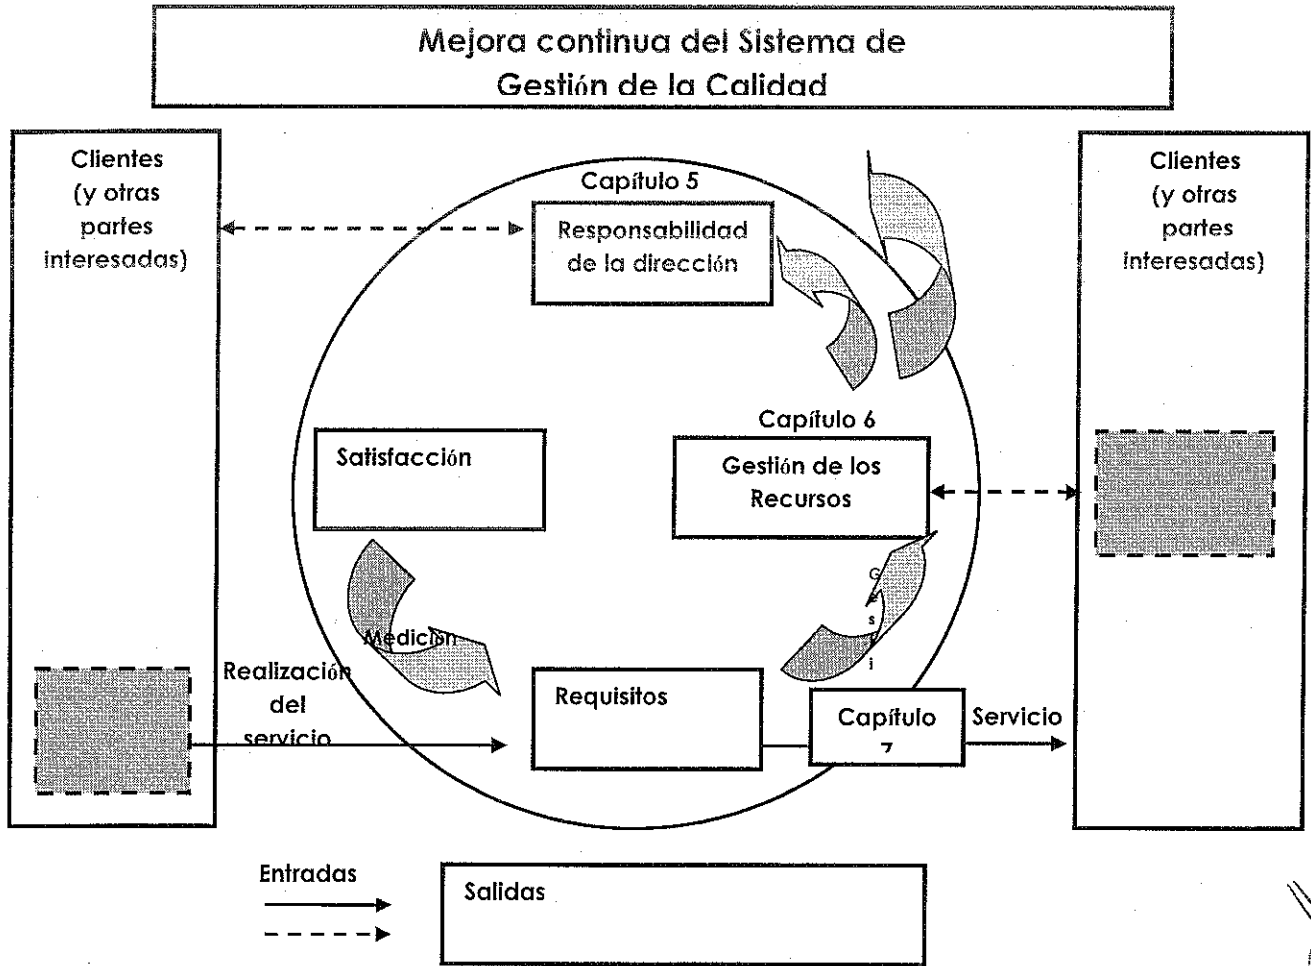 Mejora continua del Sistema de
Gestión de la Calidad
Clientes
(y otras
partes
interesadas)
Capítulo 5
Responsabilidad
de la dirección
Clientes
(y otras
partes
interesadas)
Capítulo 6
Satisfacción
Gestión de los
Recursos
Medición
Realización
del
servicio
Requisitos
Capítulo
7
Servicio
Entradas
Salidas